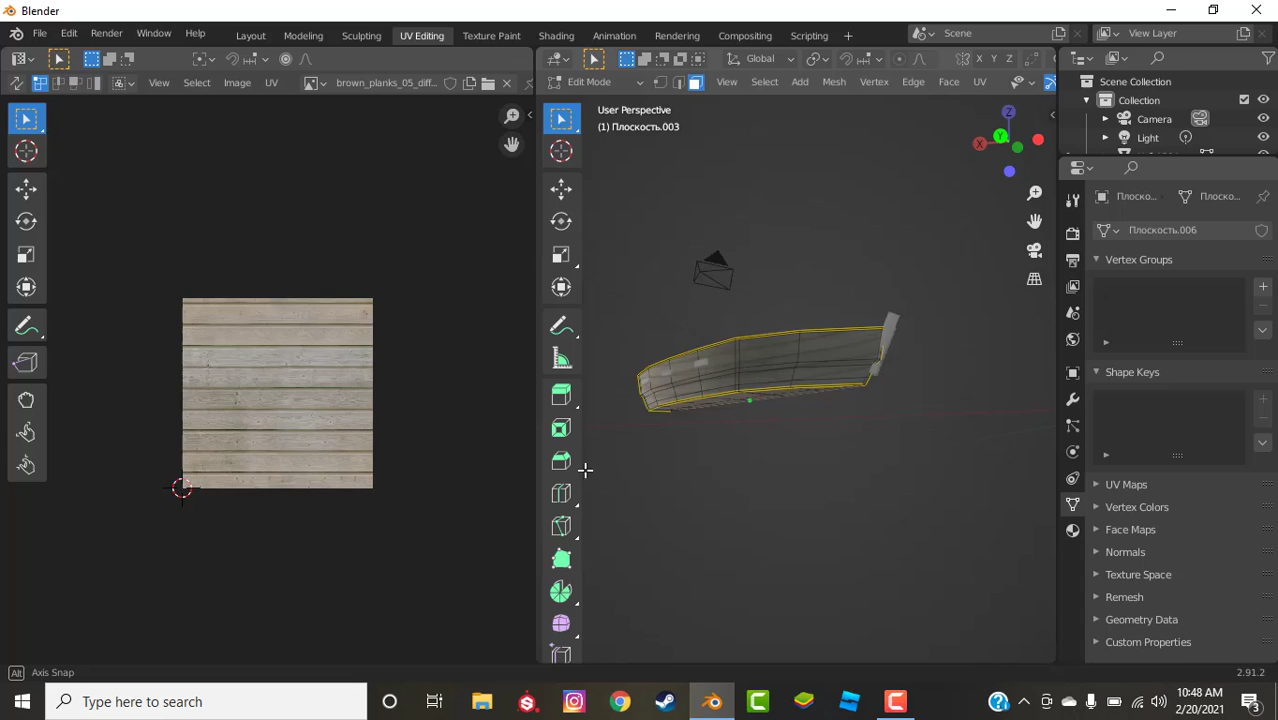 Blender
File Edit Render Window Help Layout Modeling Sculpting UV Editing Texture Paint Shading Animation Rendering Compositing Scripting + Scene View Layer
Global X Y Z
View Select Image UV brown_planks_05_diff... Edit Mode View Select Add Mesh Vertex Edge Face UV
Scene Collection
Collection
Camera
Light
User Perspective
(1) Плоскость.003
Z
Y
X
Плоско... Плоско...
Плоскость.006
Vertex Groups
Shape Keys
UV Maps
Vertex Colors
Face Maps
Normals
Texture Space
Remesh
Geometry Data
Custom Properties
Alt Axis Snap 2.91.2
Type here to search
10:48 AM
2/20/2021
3